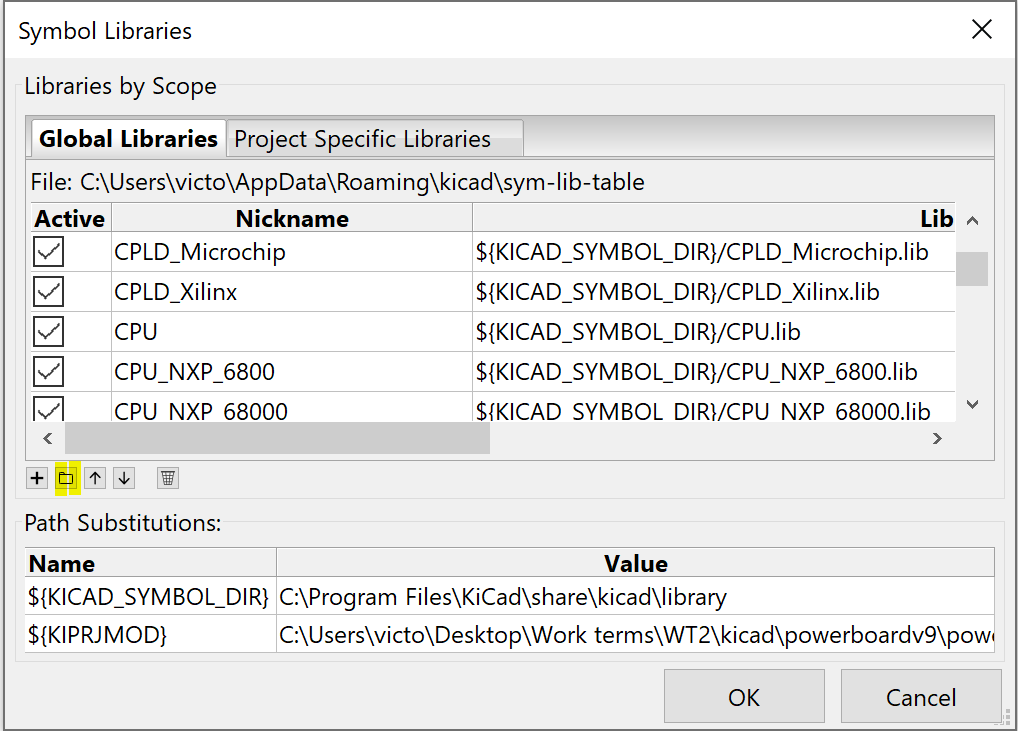 Symbol Libraries
Libraries by Scope
Global Libraries Project Specific Libraries
File: C:\Users\victo\AppData\Roaming\kicad\sym-lib-table
Active Nickname Lib
CPLD_Microchip ${KICAD_SYMBOL_DIR}/CPLD_Microchip.lib
CPLD_Xilinx ${KICAD_SYMBOL_DIR}/CPLD_Xilinx.lib
CPU ${KICAD_SYMBOL_DIR}/CPU.lib
CPU_NXP_6800 ${KICAD_SYMBOL_DIR}/CPU_NXP_6800.lib
CPU_NXP_68000 ${KICAD_SYMBOL_DIR}/CPU_NXP_68000.lib
Path Substitutions:
Name Value
${KICAD_SYMBOL_DIR} C:\Program Files\KiCad\share\kicad\library
${KIPRJMOD} C:\Users\victo\Desktop\Work terms\WT2\kicad\powerboardv9\pow
OK Cancel